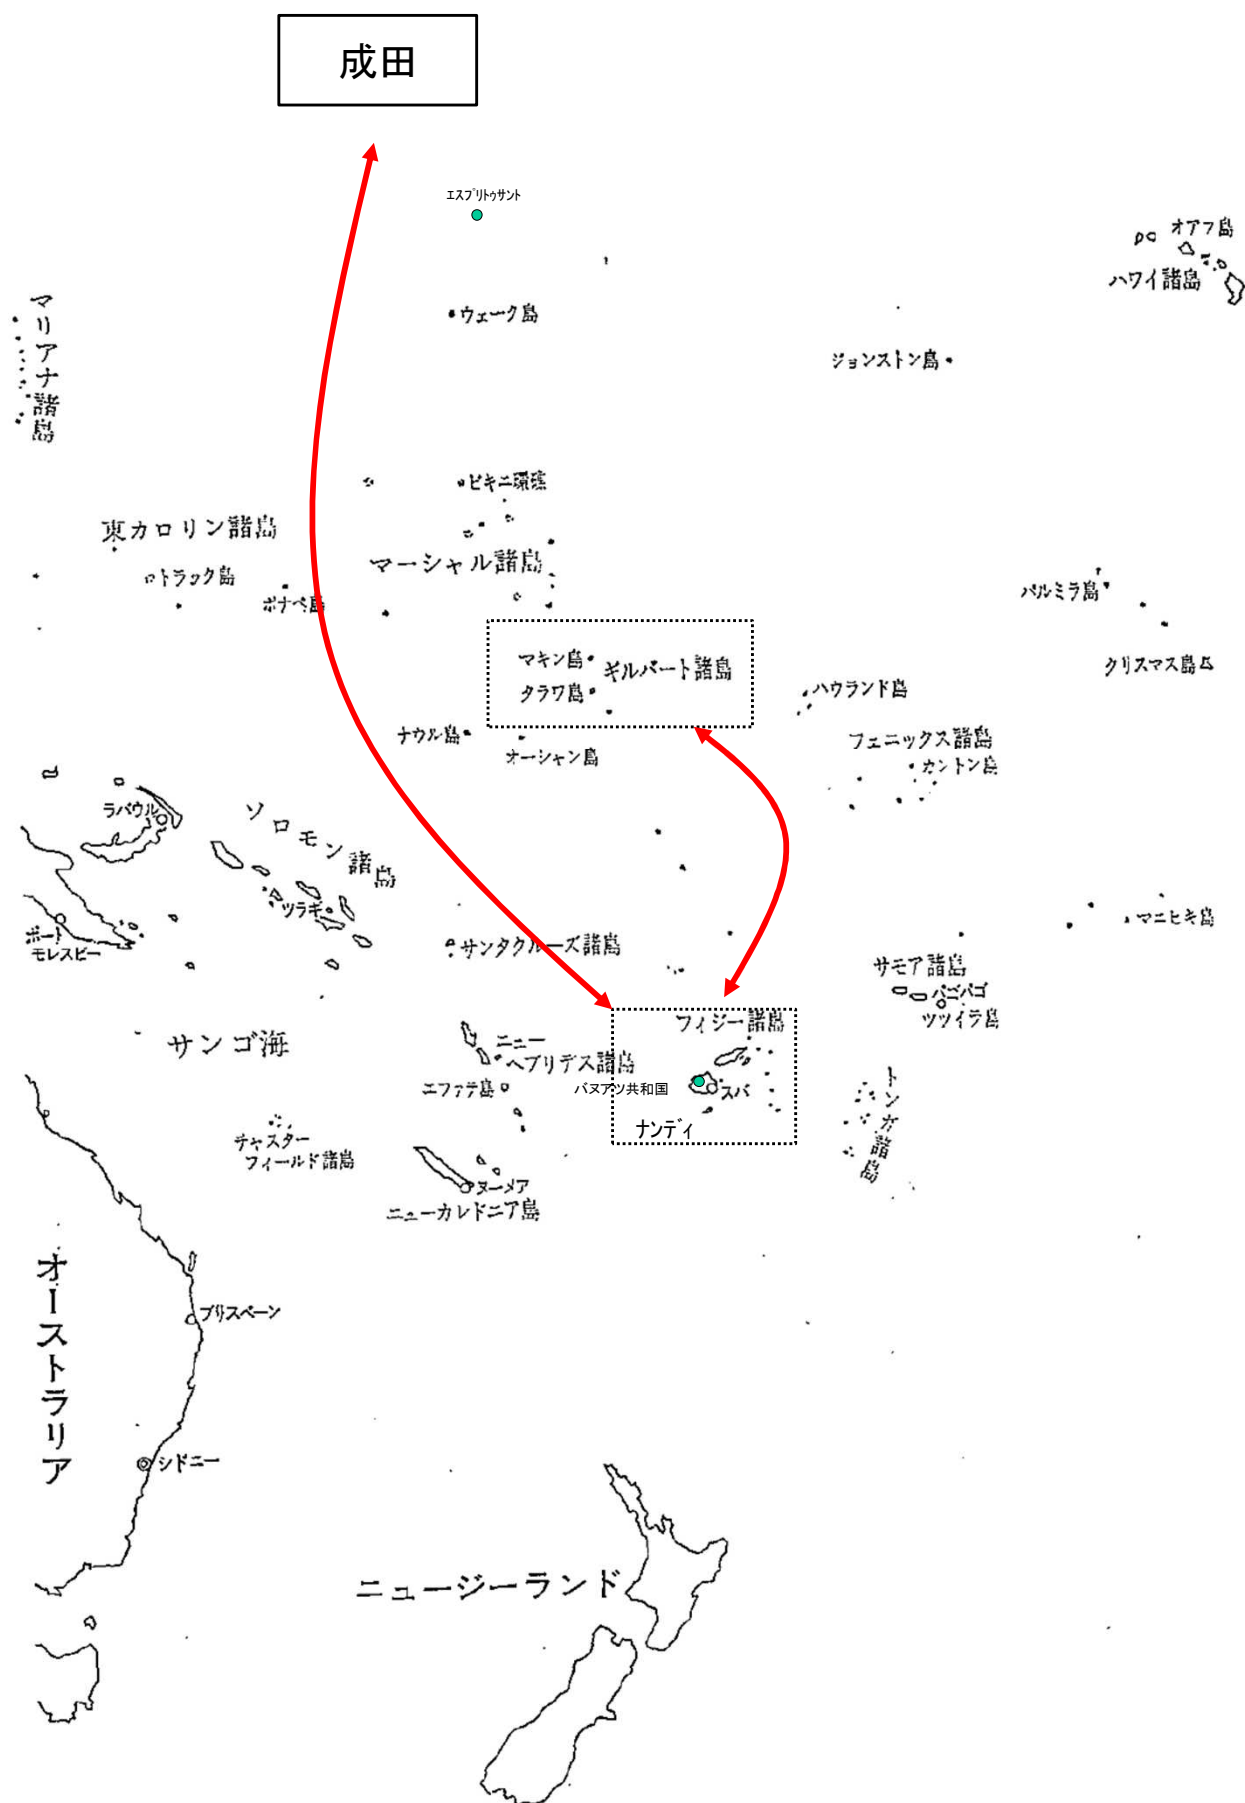 成田
エスプリトゥサント
オアフ島
ハワイ諸島
マリアナ諸島
ウェーク島
ジョンストン島
ビキニ環礁
東カロリン諸島
マーシャル諸島
トラック島
ポナペ島
パルミラ島
クリスマス島
マキン島
ギルバート諸島
タラワ島
ハウランド島
ナウル島
オーシャン島
フェニックス諸島
カントン島
ラバウル
ソロモン諸島
ツラギ
ポート
モレスビー
サンタクルーズ諸島
マニヒキ島
サモア諸島
パゴパゴ
ツツイラ島
フィジー諸島
サンゴ海
ニュー
ヘブリデス諸島
エファテ島
バヌアツ共和国
スバ
ナンディ
トンガ諸島
チャスター
フィールド諸島
ヌーメア
ニューカレドニア島
オーストラリア
ブリスベーン
シドニー
ニュージーランド